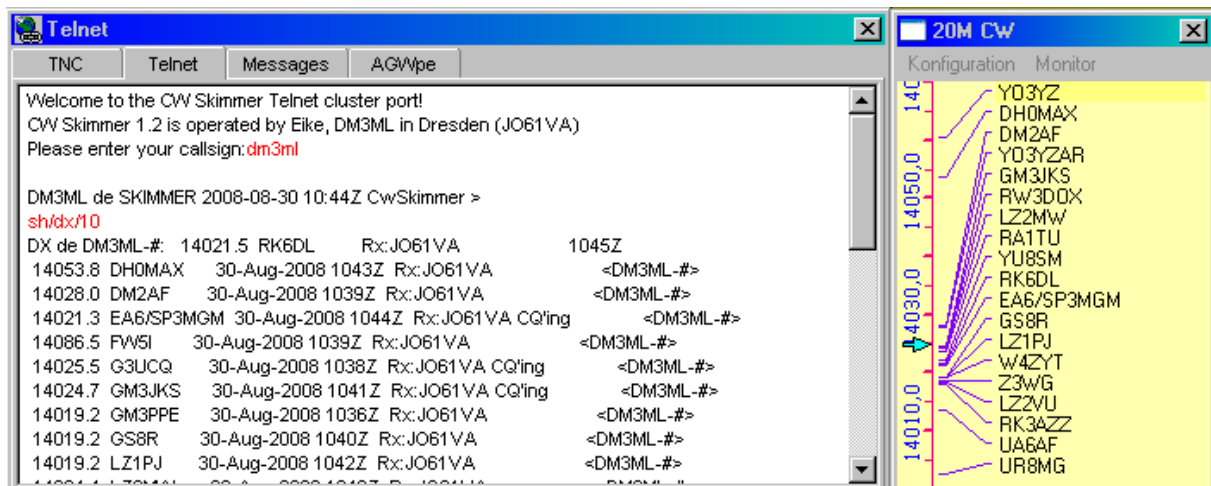 Telnet
TNC Telnet Messages AGWpe
Welcome to the CW Skimmer Telnet cluster port!
CW Skimmer 1.2 is operated by Eike, DM3ML in Dresden (JO61VA)
Please enter your callsign:dm3ml
DM3ML de SKIMMER 2008-08-30 10:44Z CwSkimmer >
sh/dx/10
DX de DM3ML-#: 14021.5 RK6DL Rx:JO61VA 1045Z
14053.8 DH0MAX 30-Aug-2008 1043Z Rx:JO61VA <DM3ML-#>
14028.0 DM2AF 30-Aug-2008 1039Z Rx:JO61VA <DM3ML-#>
14021.3 EA6/SP3MGM 30-Aug-2008 1044Z Rx:JO61VA CQ'ing <DM3ML-#>
14086.5 FW5I 30-Aug-2008 1039Z Rx:JO61VA <DM3ML-#>
14025.5 G3UCQ 30-Aug-2008 1038Z Rx:JO61VA CQ'ing <DM3ML-#>
14024.7 GM3JKS 30-Aug-2008 1041Z Rx:JO61VA CQ'ing <DM3ML-#>
14019.2 GM3PPE 30-Aug-2008 1036Z Rx:JO61VA <DM3ML-#>
14019.2 GS8R 30-Aug-2008 1040Z Rx:JO61VA <DM3ML-#>
14019.2 LZ1PJ 30-Aug-2008 1042Z Rx:JO61VA <DM3ML-#>
20M CW
Konfiguration Monitor
140
14050,0
14030,0
14010,0
YO3YZ
DH0MAX
DM2AF
YO3YZAR
GM3JKS
RW3DOX
LZ2MW
RA1TU
YU8SM
RK6DL
EA6/SP3MGM
GS8R
LZ1PJ
W4ZYT
Z3WG
LZ2VU
RK3AZZ
UA6AF
UR8MG